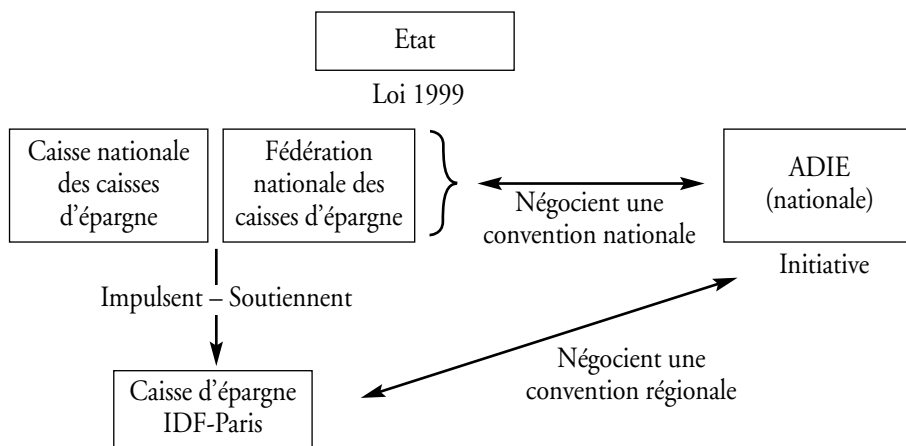 Etat
Loi 1999
Caisse nationale
des caisses
d'épargne
Fédération
nationale des
caisses d'épargne
Négocient une
convention nationale
ADIE
(nationale)
Initiative
Impulsent – Soutiennent
Négocient une
convention régionale
Caisse d'épargne
IDF-Paris